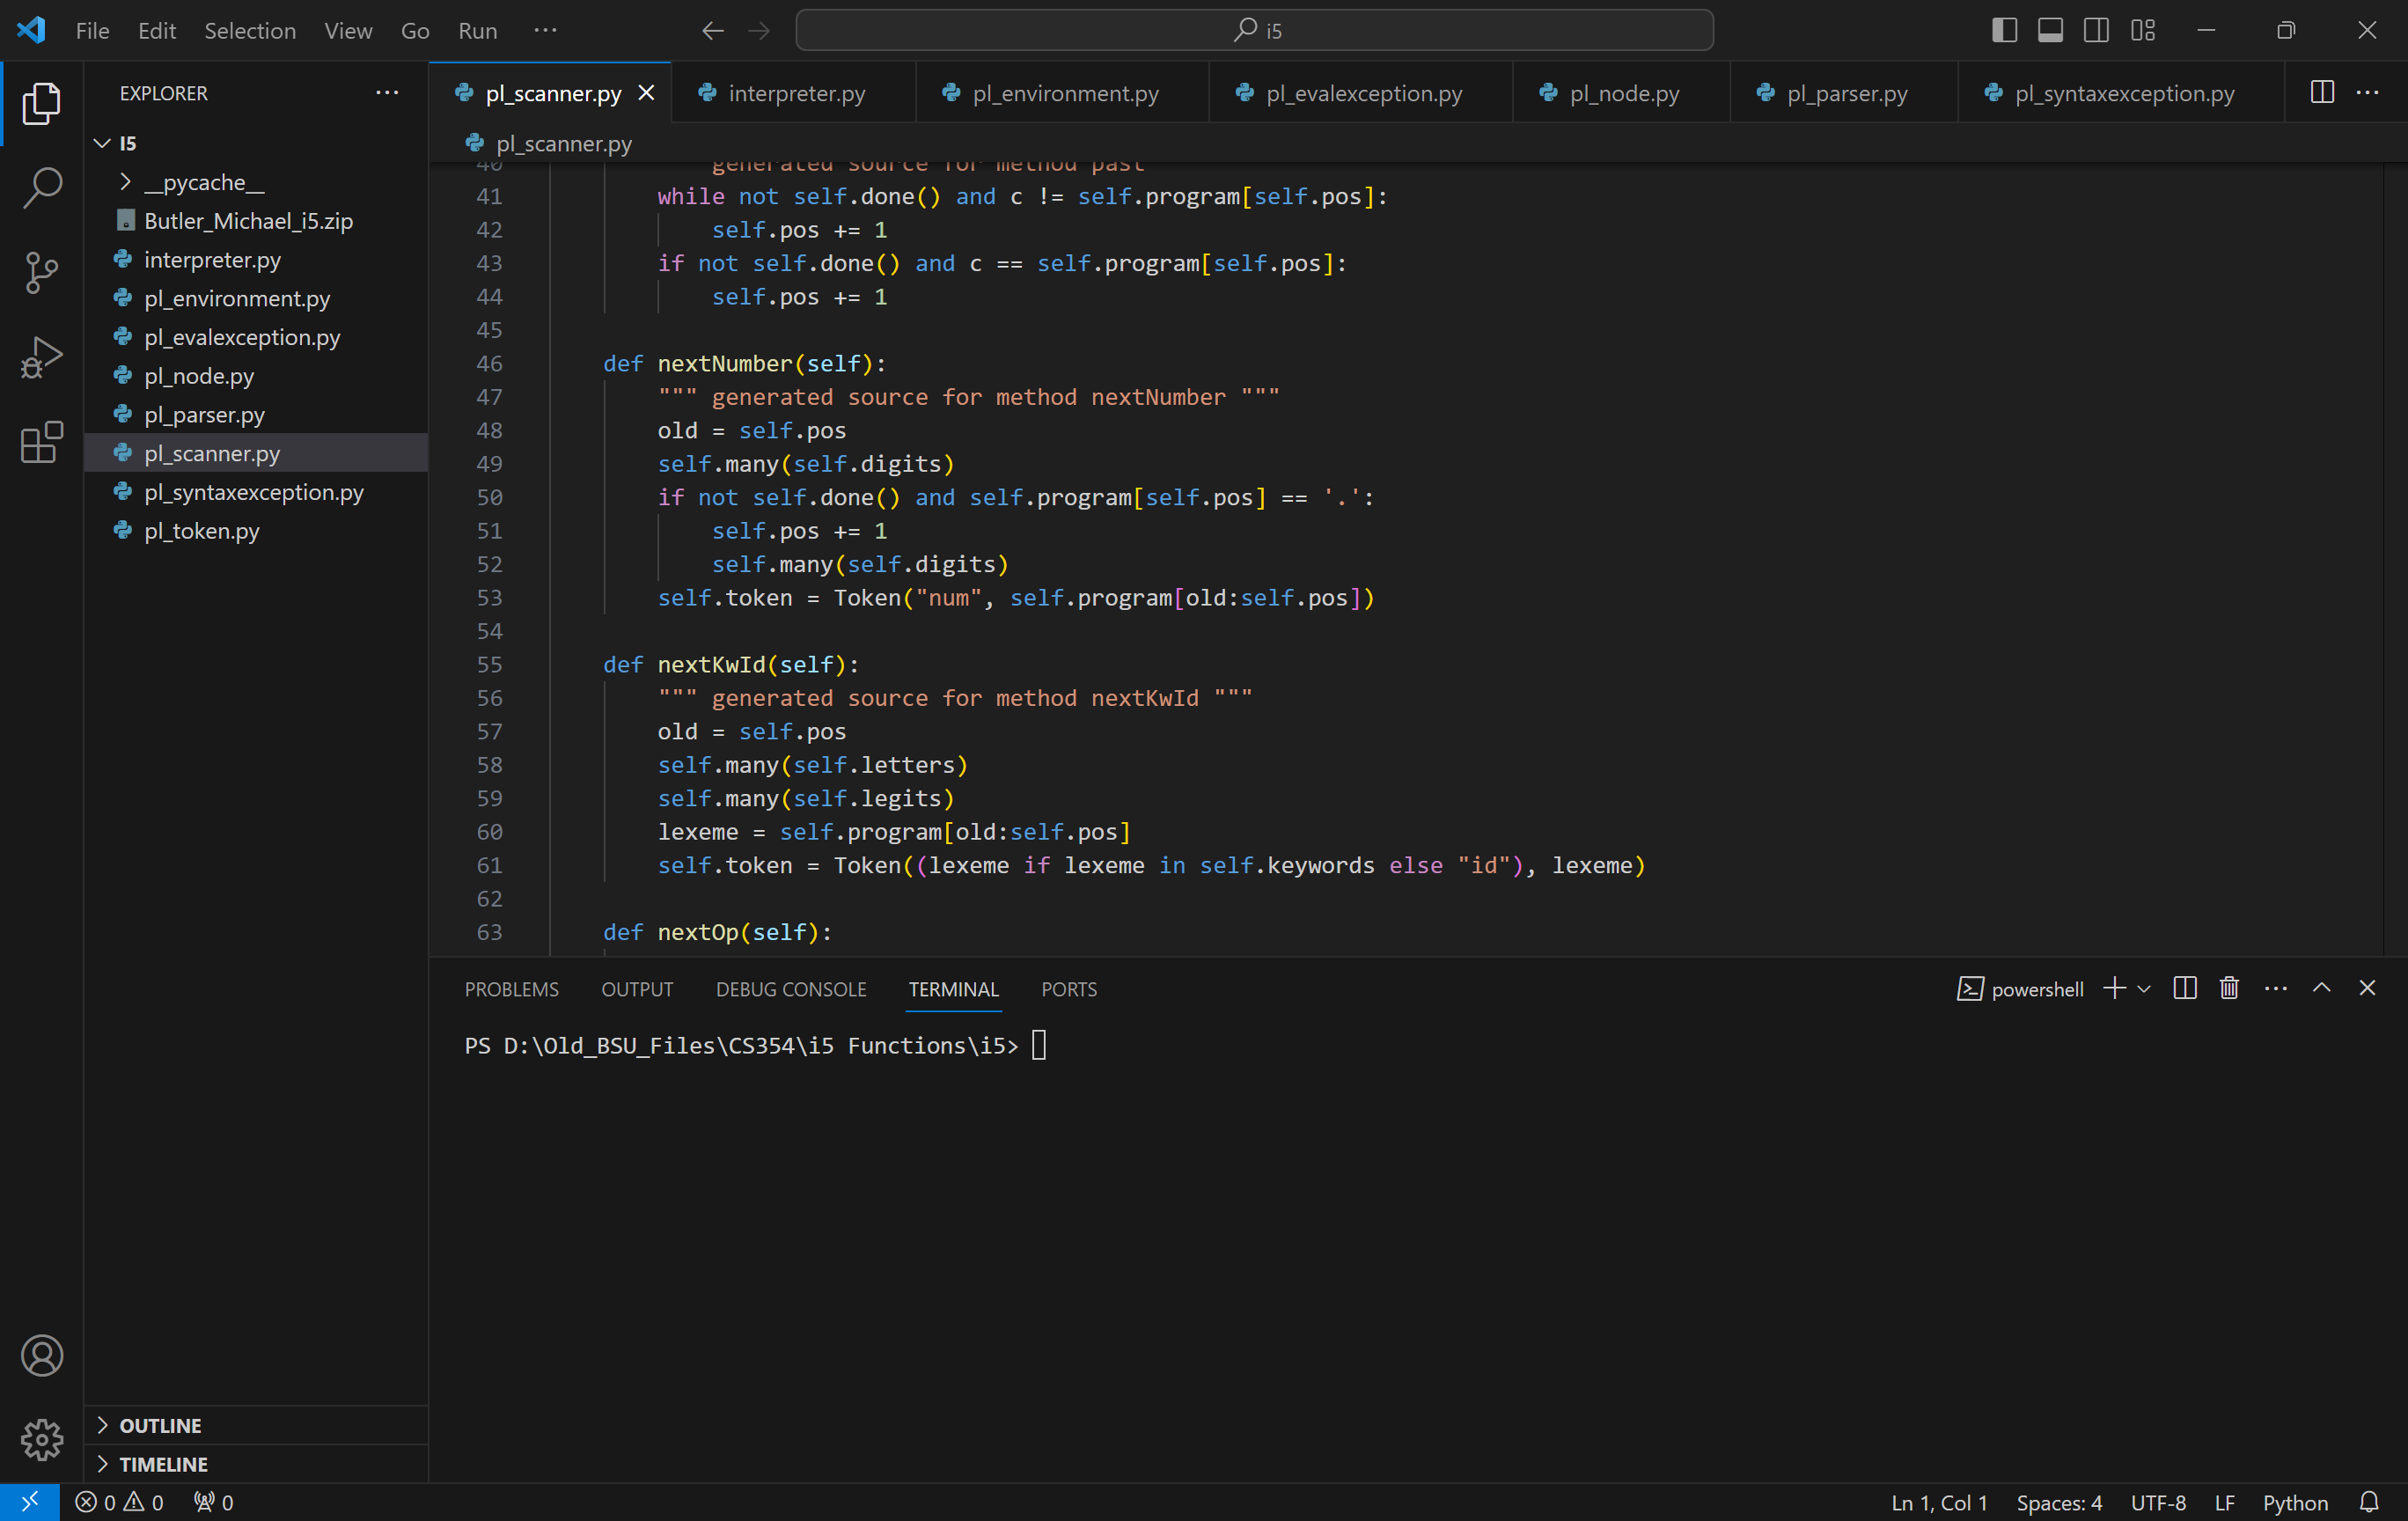 File Edit Selection View Go Run ··· i5
EXPLORER ···
I5
__pycache__
Butler_Michael_i5.zip
interpreter.py
pl_environment.py
pl_evalexception.py
pl_node.py
pl_parser.py
pl_scanner.py
pl_syntaxexception.py
pl_token.py
OUTLINE
TIMELINE
pl_scanner.py interpreter.py pl_environment.py pl_evalexception.py pl_node.py pl_parser.py pl_syntaxexception.py ···
pl_scanner.py
40 generated source for method past
41 while not self.done() and c != self.program[self.pos]:
42 self.pos += 1
43 if not self.done() and c == self.program[self.pos]:
44 self.pos += 1
45
46 def nextNumber(self):
47 """ generated source for method nextNumber """
48 old = self.pos
49 self.many(self.digits)
50 if not self.done() and self.program[self.pos] == '.':
51 self.pos += 1
52 self.many(self.digits)
53 self.token = Token("num", self.program[old:self.pos])
54
55 def nextKwId(self):
56 """ generated source for method nextKwId """
57 old = self.pos
58 self.many(self.letters)
59 self.many(self.legits)
60 lexeme = self.program[old:self.pos]
61 self.token = Token((lexeme if lexeme in self.keywords else "id"), lexeme)
62
63 def nextOp(self):
PROBLEMS OUTPUT DEBUG CONSOLE TERMINAL PORTS powershell ···
PS D:\Old_BSU_Files\CS354\i5 Functions\i5>
0 0 0 Ln 1, Col 1 Spaces: 4 UTF-8 LF Python